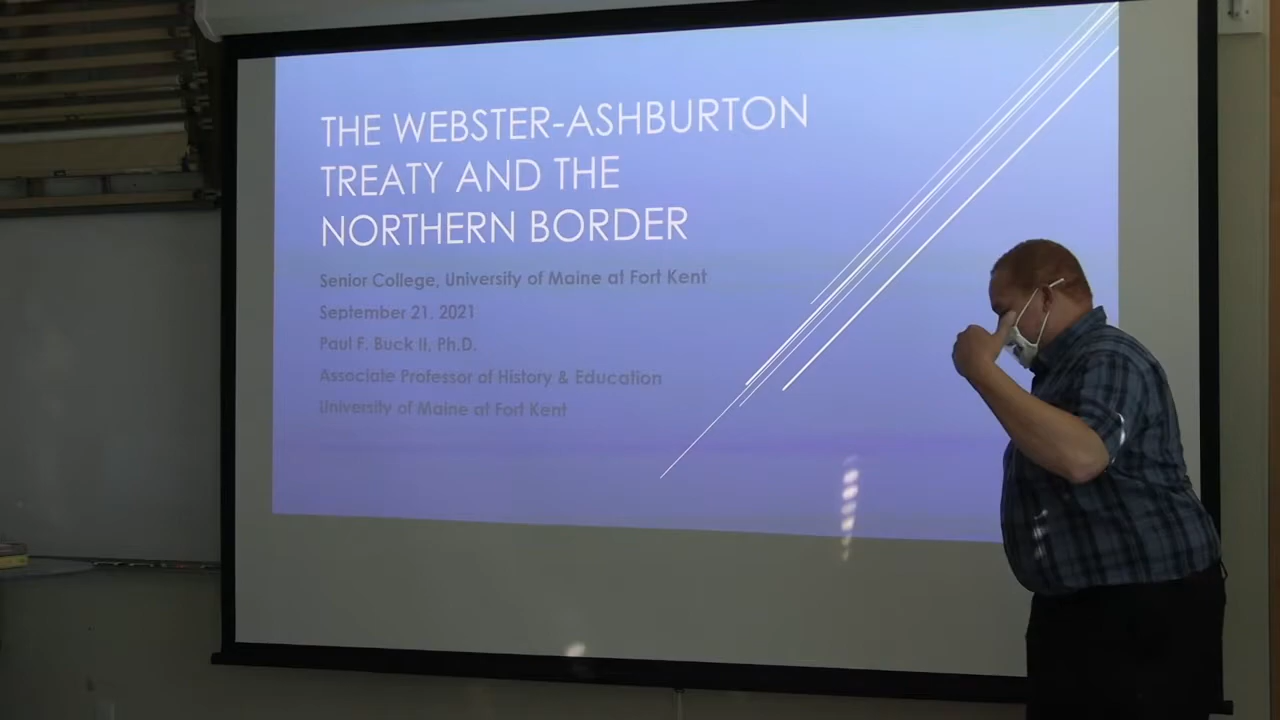 THE WEBSTER-ASHBURTON
TREATY AND THE
NORTHERN BORDER
Senior College, University of Maine at Fort Kent
September 21, 2021
Paul F. Buck II, Ph.D.
Associate Professor of History & Education
University of Maine at Fort Kent